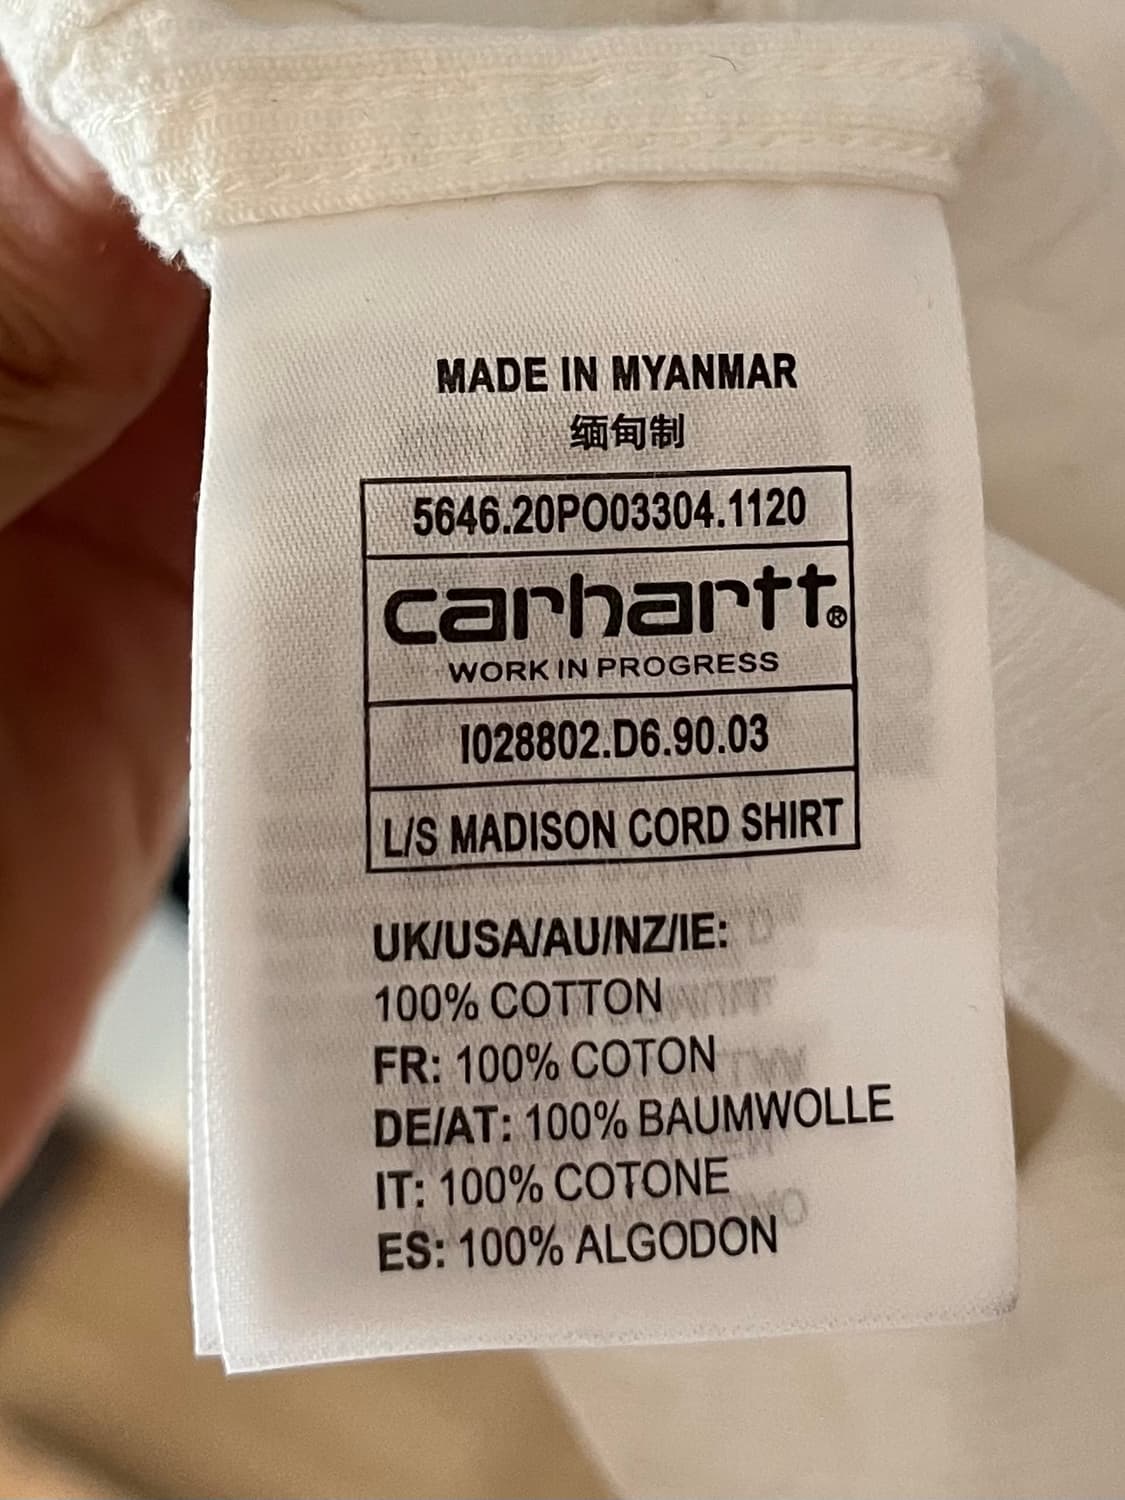 MADE IN MYANMAR
缅甸制
5646.20PO03304.1120
carhartt®
WORK IN PROGRESS
I028802.D6.90.03
L/S MADISON CORD SHIRT
UK/USA/AU/NZ/IE:
100% COTTON
FR: 100% COTON
DE/AT: 100% BAUMWOLLE
IT: 100% COTONE
ES: 100% ALGODON